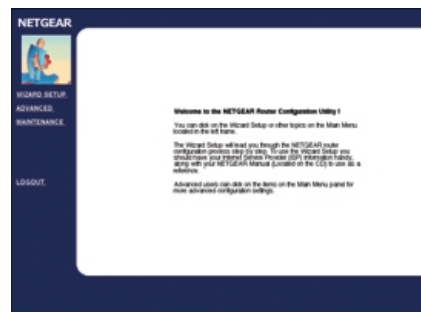 NETGEAR
WIZARD SETUP
ADVANCED
MAINTENANCE
LOGOUT
Welcome to the NETGEAR Router Configuration Utility !
You can click on the Wizard Setup or other topics on the Main Menu
located in the left frame.
The Wizard Setup will lead you through the NETGEAR router
configuration process step by step. To use the Wizard Setup you
should have your Internet Service Provider (ISP) information handy,
along with your NETGEAR Manual (Located on the CD) to use as a
reference.
Advanced users can click on the items on the Main Menu panel for
more advanced configuration settings.